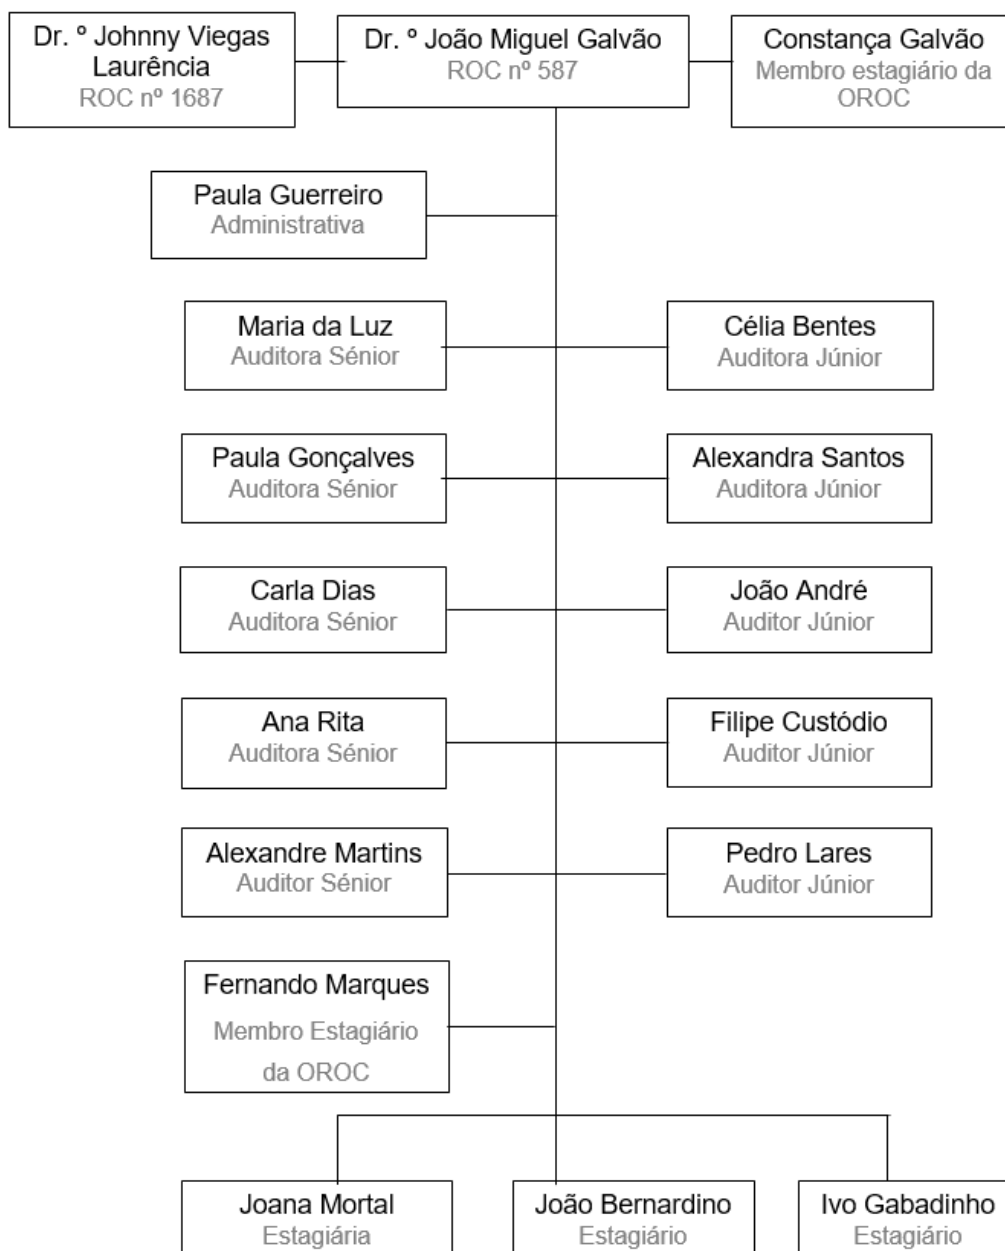 Dr. º Johnny Viegas
Laurência
ROC nº 1687
Dr. º João Miguel Galvão
ROC nº 587
Constança Galvão
Membro estagiário da
OROC
Paula Guerreiro
Administrativa
Maria da Luz
Auditora Sénior
Célia Bentes
Auditora Júnior
Paula Gonçalves
Auditora Sénior
Alexandra Santos
Auditora Júnior
Carla Dias
Auditora Sénior
João André
Auditor Júnior
Ana Rita
Auditora Sénior
Filipe Custódio
Auditor Júnior
Alexandre Martins
Auditor Sénior
Pedro Lares
Auditor Júnior
Fernando Marques
Membro Estagiário
da OROC
Joana Mortal
Estagiária
João Bernardino
Estagiário
Ivo Gabadinho
Estagiário